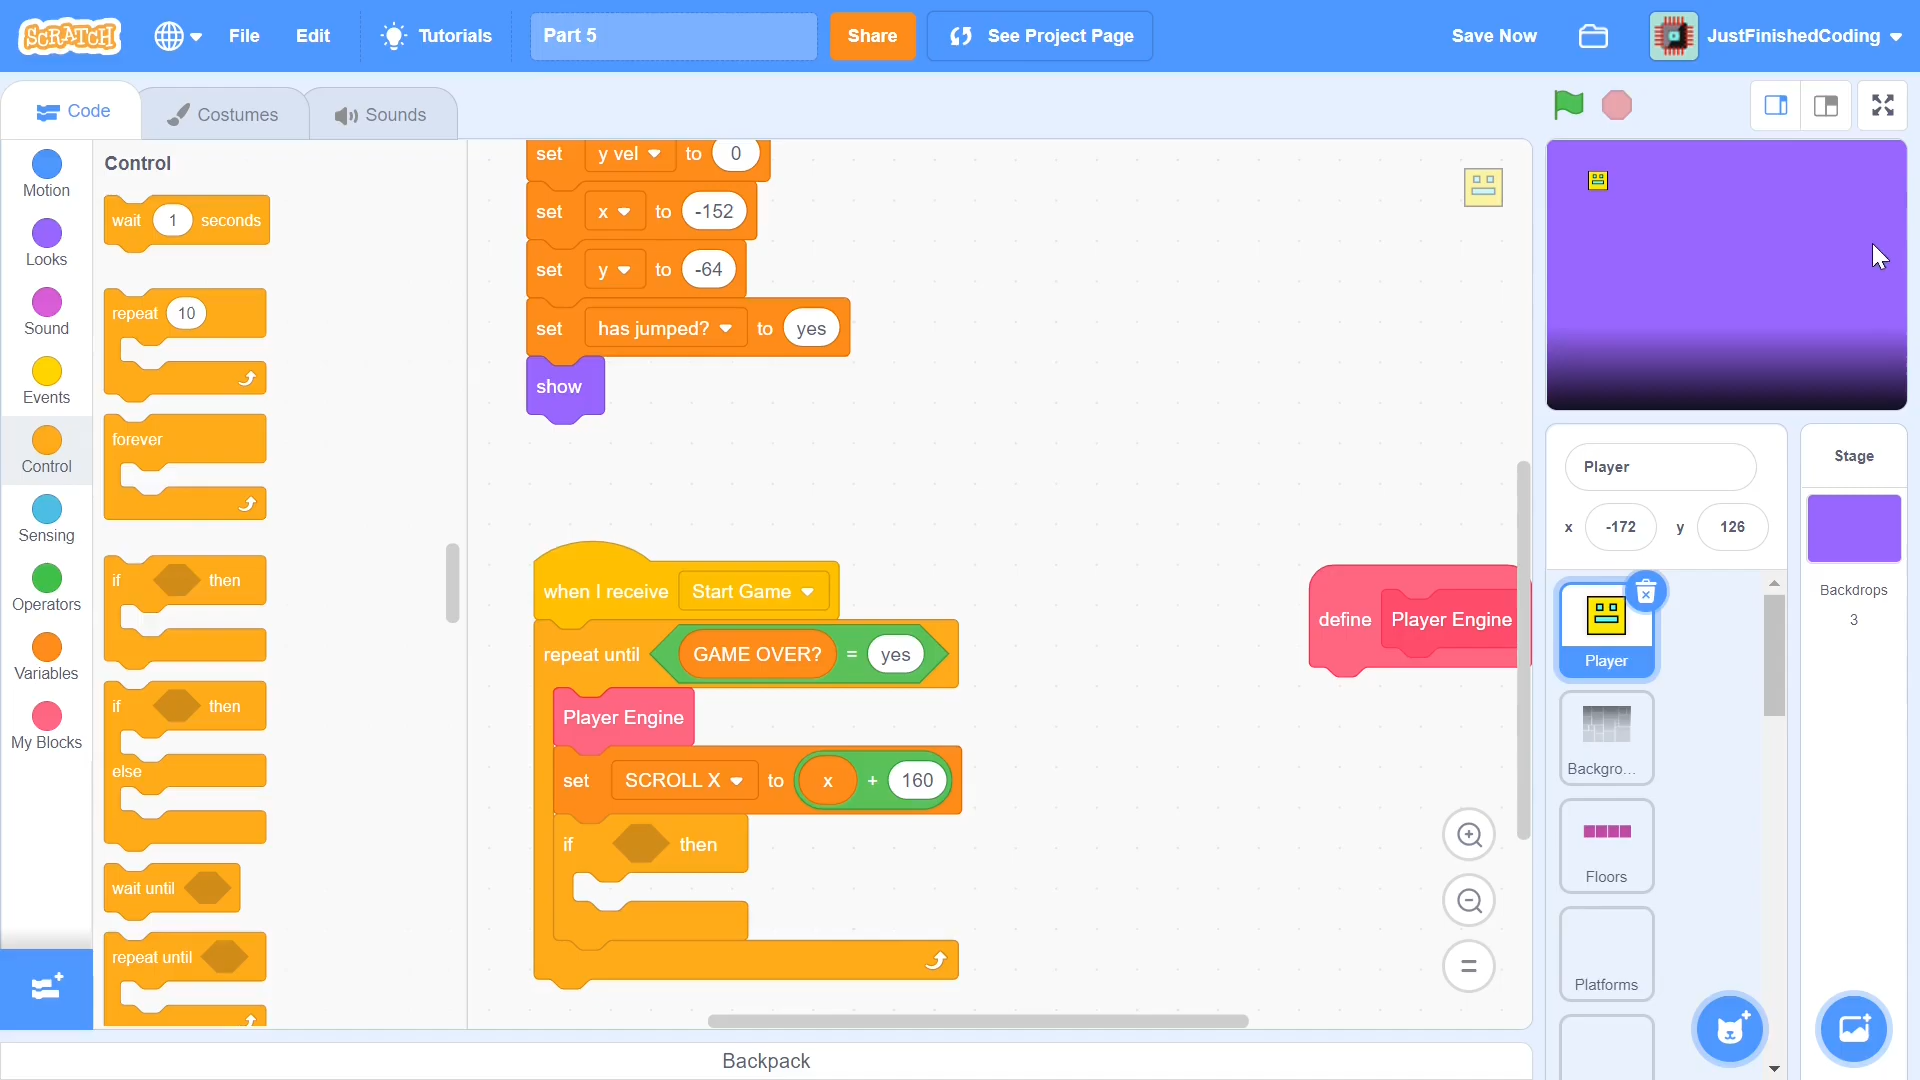 SCRATCH
File
Edit
Tutorials
Part 5
Share
See Project Page
Save Now
JustFinishedCoding
Code
Costumes
Sounds
Motion
Looks
Sound
Events
Control
Sensing
Operators
Variables
My Blocks
Control
wait 1 seconds
repeat 10
forever
if then
if then
else
wait until
repeat until
set y vel to 0
set x to -152
set y to -64
set has jumped? to yes
show
when I receive Start Game
repeat until GAME OVER? = yes
Player Engine
set SCROLL X to x + 160
if then
define Player Engine
Player
x -172 y 126
Player
Backgro...
Floors
Platforms
Stage
Backdrops
3
Backpack